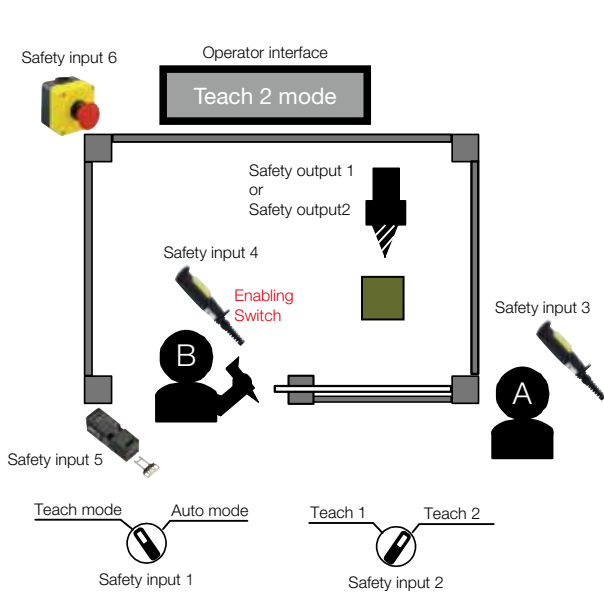 Operator interface
Safety input 6
Teach 2 mode
Safety output 1
or
Safety output2
Safety input 4
Enabling
Switch
Safety input 3
B
A
Safety input 5
Teach mode
Auto mode
Teach 1
Teach 2
Safety input 1
Safety input 2